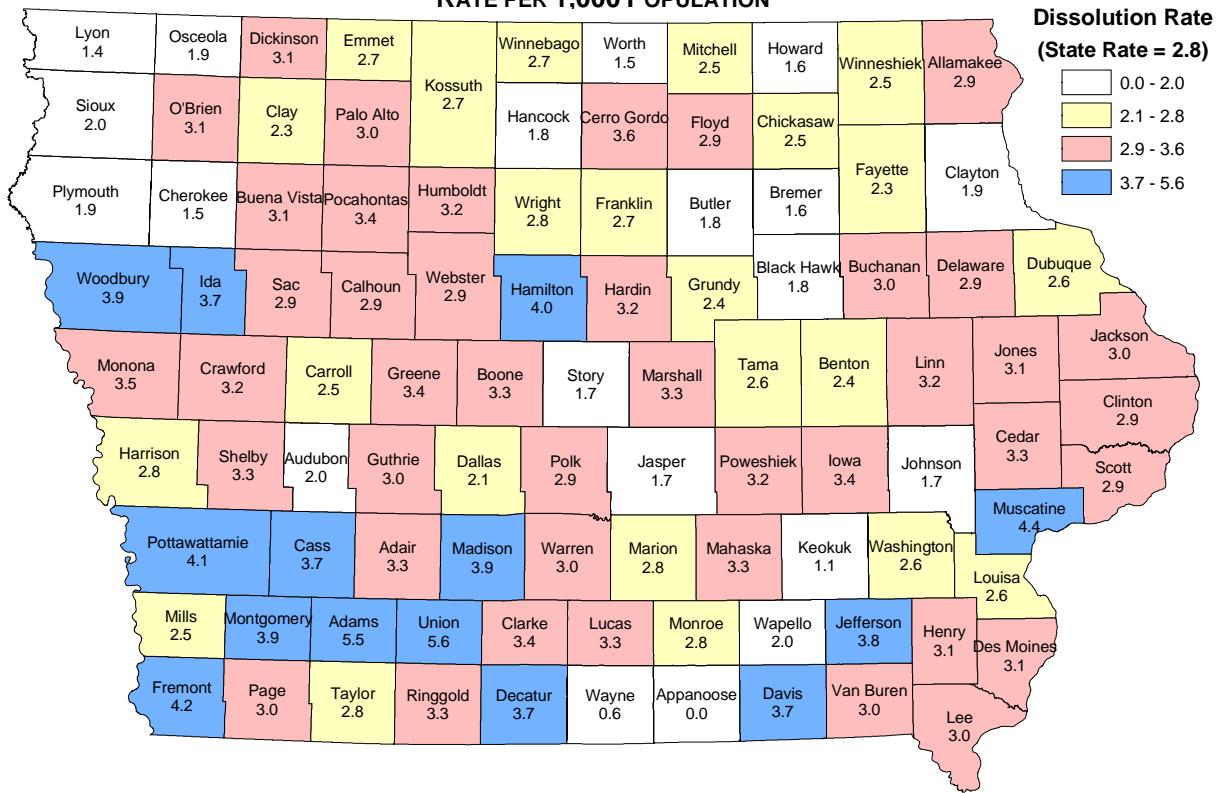 RATE PER 1,000 POPULATION
Dissolution Rate
(State Rate = 2.8)
0.0 - 2.0
2.1 - 2.8
2.9 - 3.6
3.7 - 5.6
Lyon
1.4
Osceola
1.9
Dickinson
3.1
Emmet
2.7
Kossuth
2.7
Winnebago
2.7
Worth
1.5
Mitchell
2.5
Howard
1.6
Winneshiek
2.5
Allamakee
2.9
Sioux
2.0
O'Brien
3.1
Clay
2.3
Palo Alto
3.0
Hancock
1.8
Cerro Gordo
3.6
Floyd
2.9
Chickasaw
2.5
Fayette
2.3
Clayton
1.9
Plymouth
1.9
Cherokee
1.5
Buena Vista
3.1
Pocahontas
3.4
Humboldt
3.2
Wright
2.8
Franklin
2.7
Butler
1.8
Bremer
1.6
Woodbury
3.9
Ida
3.7
Sac
2.9
Calhoun
2.9
Webster
2.9
Hamilton
4.0
Hardin
3.2
Grundy
2.4
Black Hawk
1.8
Buchanan
3.0
Delaware
2.9
Dubuque
2.6
Monona
3.5
Crawford
3.2
Carroll
2.5
Greene
3.4
Boone
3.3
Story
1.7
Marshall
3.3
Tama
2.6
Benton
2.4
Linn
3.2
Jones
3.1
Jackson
3.0
Clinton
2.9
Harrison
2.8
Shelby
3.3
Audubon
2.0
Guthrie
3.0
Dallas
2.1
Polk
2.9
Jasper
1.7
Poweshiek
3.2
Iowa
3.4
Johnson
1.7
Cedar
3.3
Scott
2.9
Muscatine
4.4
Pottawattamie
4.1
Cass
3.7
Adair
3.3
Madison
3.9
Warren
3.0
Marion
2.8
Mahaska
3.3
Keokuk
1.1
Washington
2.6
Louisa
2.6
Mills
2.5
Montgomery
3.9
Adams
5.5
Union
5.6
Clarke
3.4
Lucas
3.3
Monroe
2.8
Wapello
2.0
Jefferson
3.8
Henry
3.1
Des Moines
3.1
Fremont
4.2
Page
3.0
Taylor
2.8
Ringgold
3.3
Decatur
3.7
Wayne
0.6
Appanoose
0.0
Davis
3.7
Van Buren
3.0
Lee
3.0